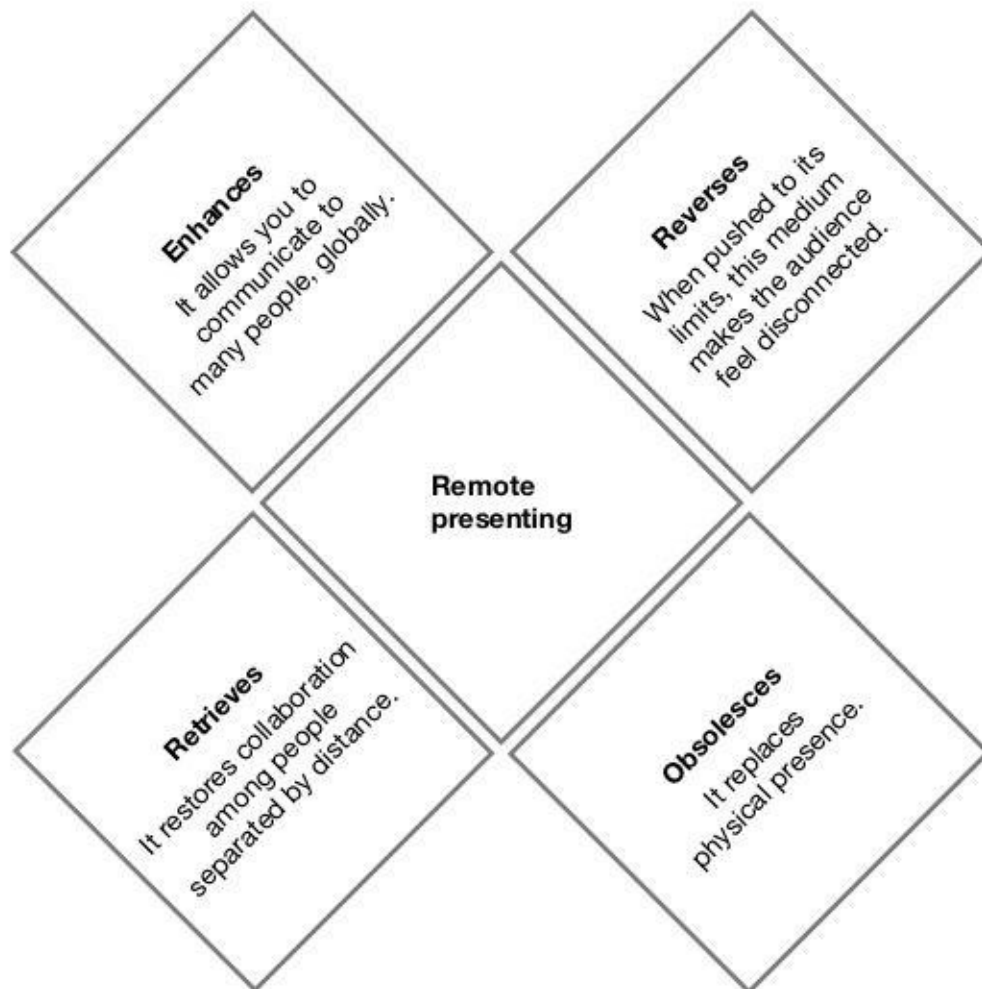 Enhances
It allows you to
communicate to
many people, globally.
Reverses
When pushed to its
limits, this medium
makes the audience
feel disconnected.
Remote
presenting
Retrieves
It restores collaboration
among people
separated by distance.
Obsolesces
It replaces
physical presence.